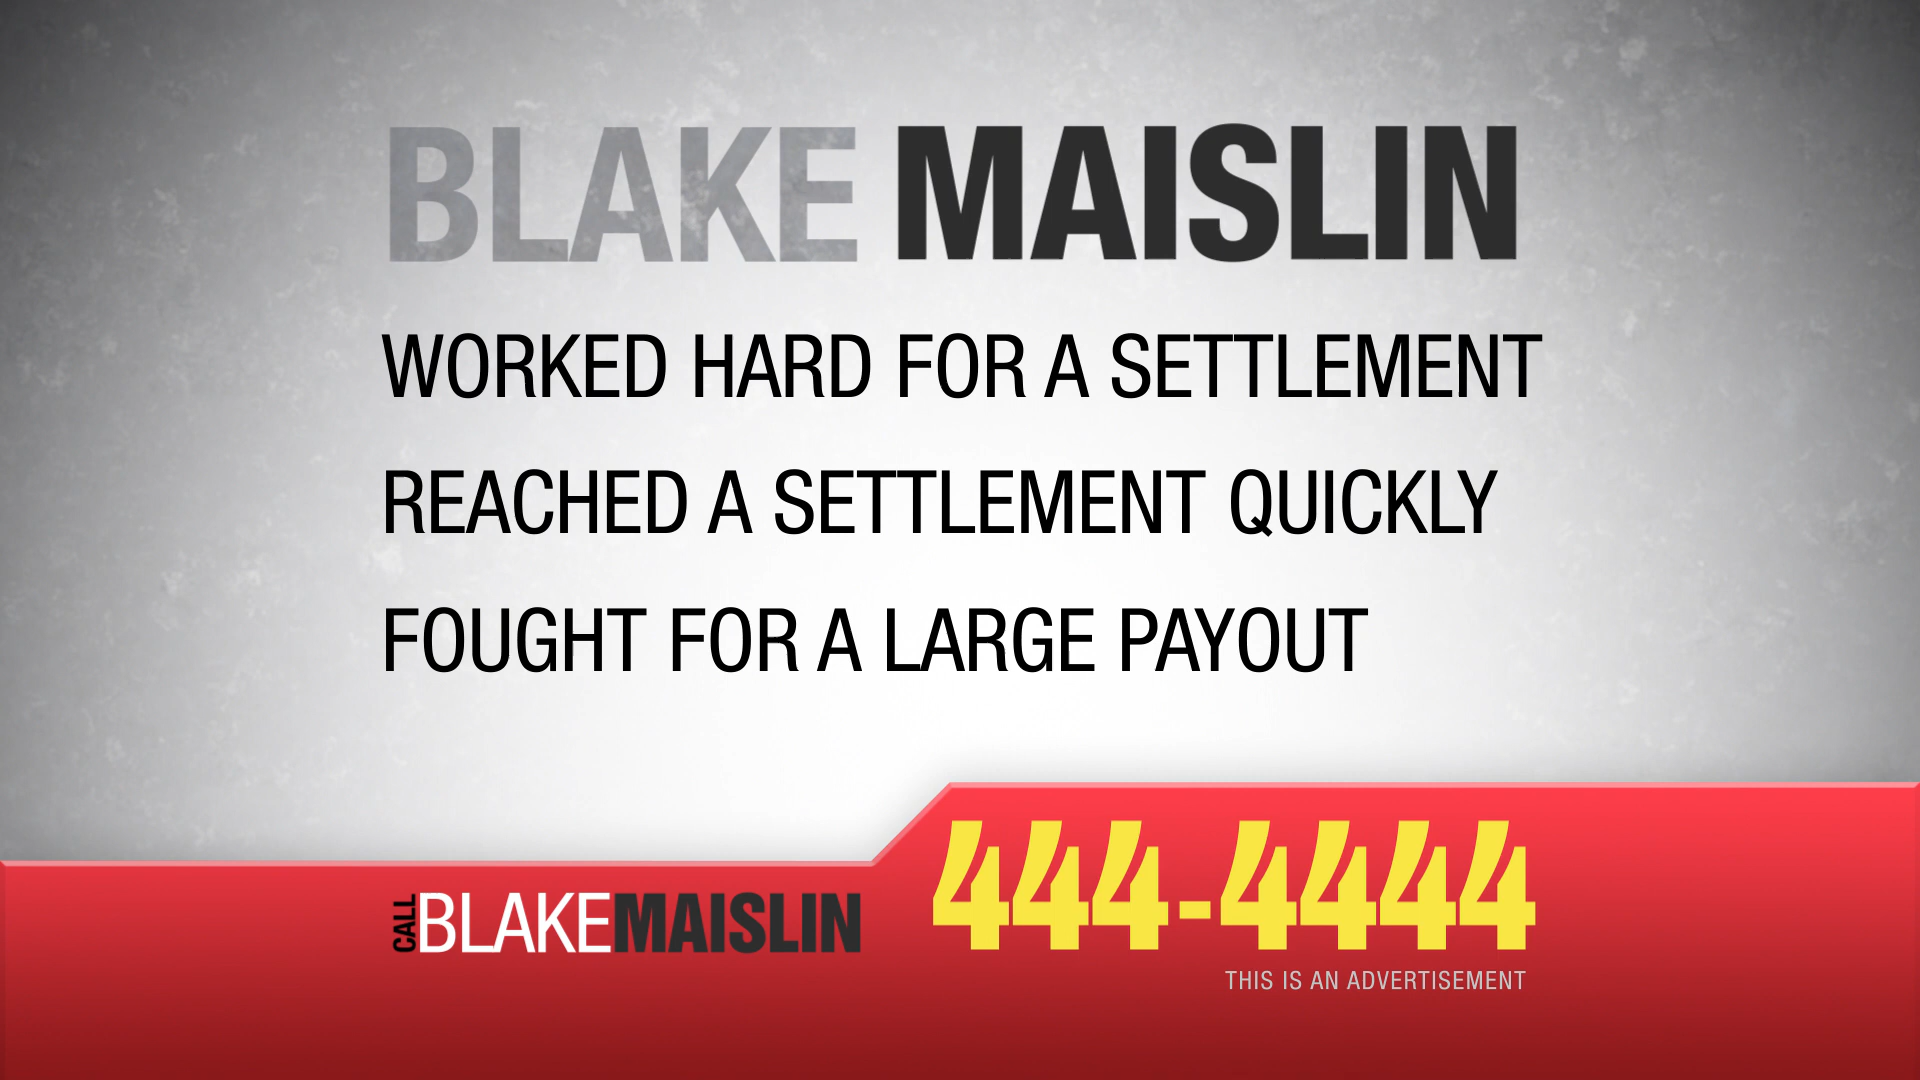 BLAKE MAISLIN
WORKED HARD FOR A SETTLEMENT
REACHED A SETTLEMENT QUICKLY
FOUGHT FOR A LARGE PAYOUT
CALL BLAKEMAISLIN
444-4444
THIS IS AN ADVERTISEMENT